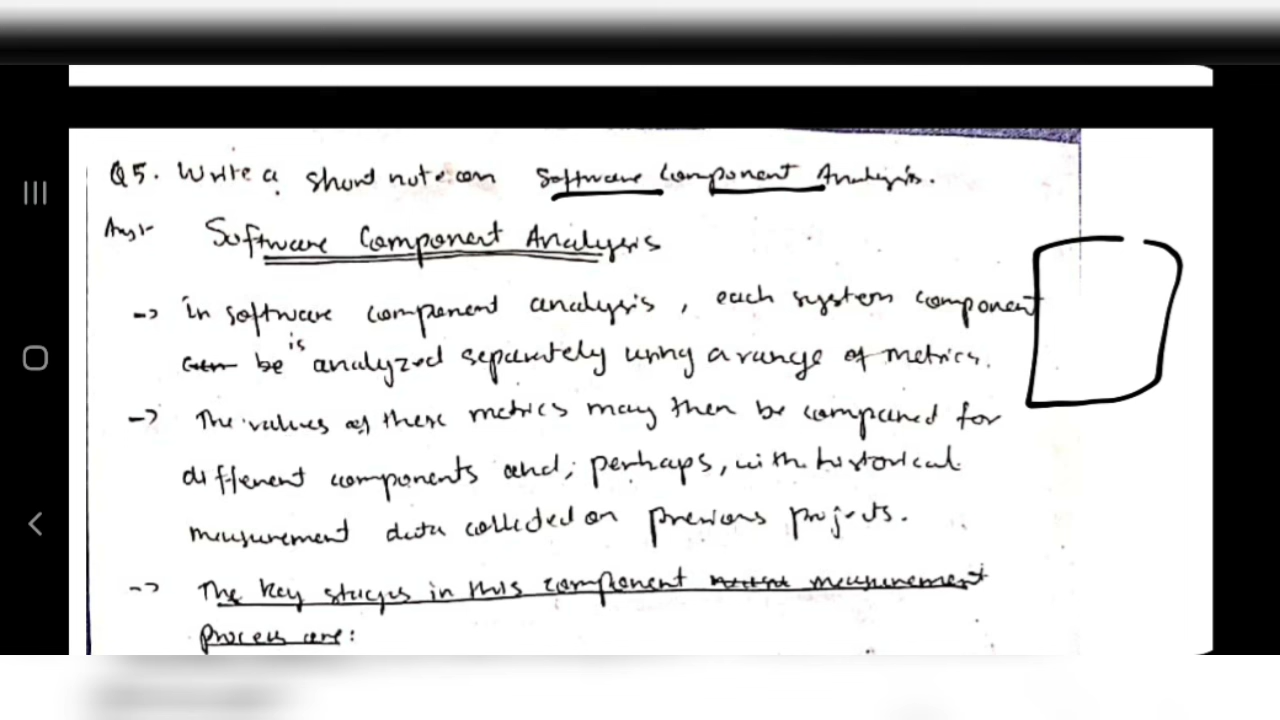 Q5. Write a short note on Software Component Analysis.
Ans:- Software Component Analysis
-> In software component analysis, each system component
can be is analyzed separately using a range of metrics.
-> The values of these metrics may then be compared for
different components and, perhaps, with historical
measurement data collected on previous projects.
-> The key stages in this component measurement
process are: